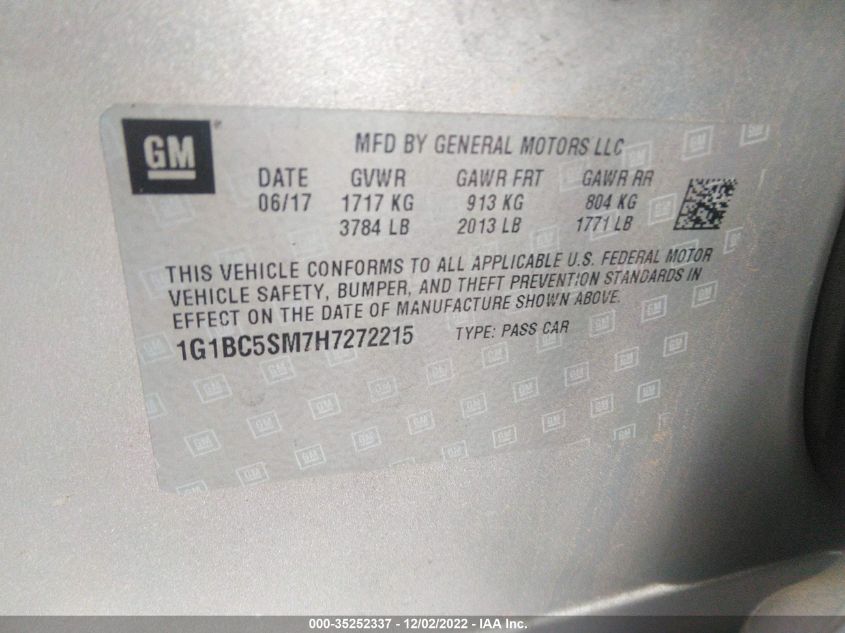 GM
MFD BY GENERAL MOTORS LLC
DATE GVWR GAWR FRT GAWR RR
06/17 1717 KG 913 KG 804 KG
3784 LB 2013 LB 1771 LB
THIS VEHICLE CONFORMS TO ALL APPLICABLE U.S. FEDERAL MOTOR
VEHICLE SAFETY, BUMPER, AND THEFT PREVENTION STANDARDS IN
EFFECT ON THE DATE OF MANUFACTURE SHOWN ABOVE.
1G1BC5SM7H7272215 TYPE: PASS CAR
000-35252337 - 12/02/2022 - IAA Inc.